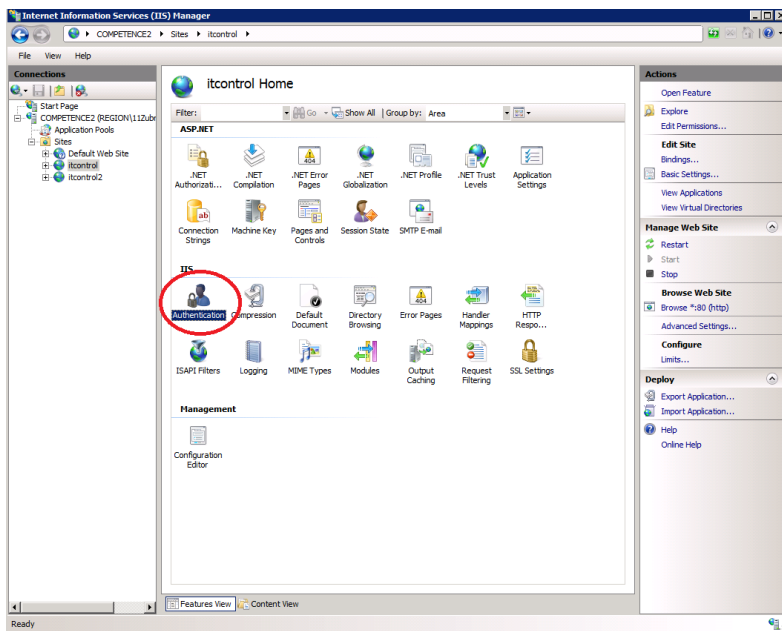 Internet Information Services (IIS) Manager
COMPETENCE2 Sites itcontrol
File View Help
Connections
Start Page
COMPETENCE2 (REGION\11Zubr
Application Pools
Sites
Default Web Site
itcontrol
itcontrol2
itcontrol Home
Filter: Go Show All Group by: Area
ASP.NET
.NET Authorizati...
.NET Compilation
.NET Error Pages
.NET Globalization
.NET Profile
.NET Trust Levels
Application Settings
Connection Strings
Machine Key
Pages and Controls
Session State
SMTP E-mail
IIS
Authentication
Compression
Default Document
Directory Browsing
Error Pages
Handler Mappings
HTTP Respo...
ISAPI Filters
Logging
MIME Types
Modules
Output Caching
Request Filtering
SSL Settings
Management
Configuration Editor
Features View Content View
Actions
Open Feature
Explore
Edit Permissions...
Edit Site
Bindings...
Basic Settings...
View Applications
View Virtual Directories
Manage Web Site
Restart
Start
Stop
Browse Web Site
Browse *:80 (http)
Advanced Settings...
Configure
Limits...
Deploy
Export Application...
Import Application...
Help
Online Help
Ready